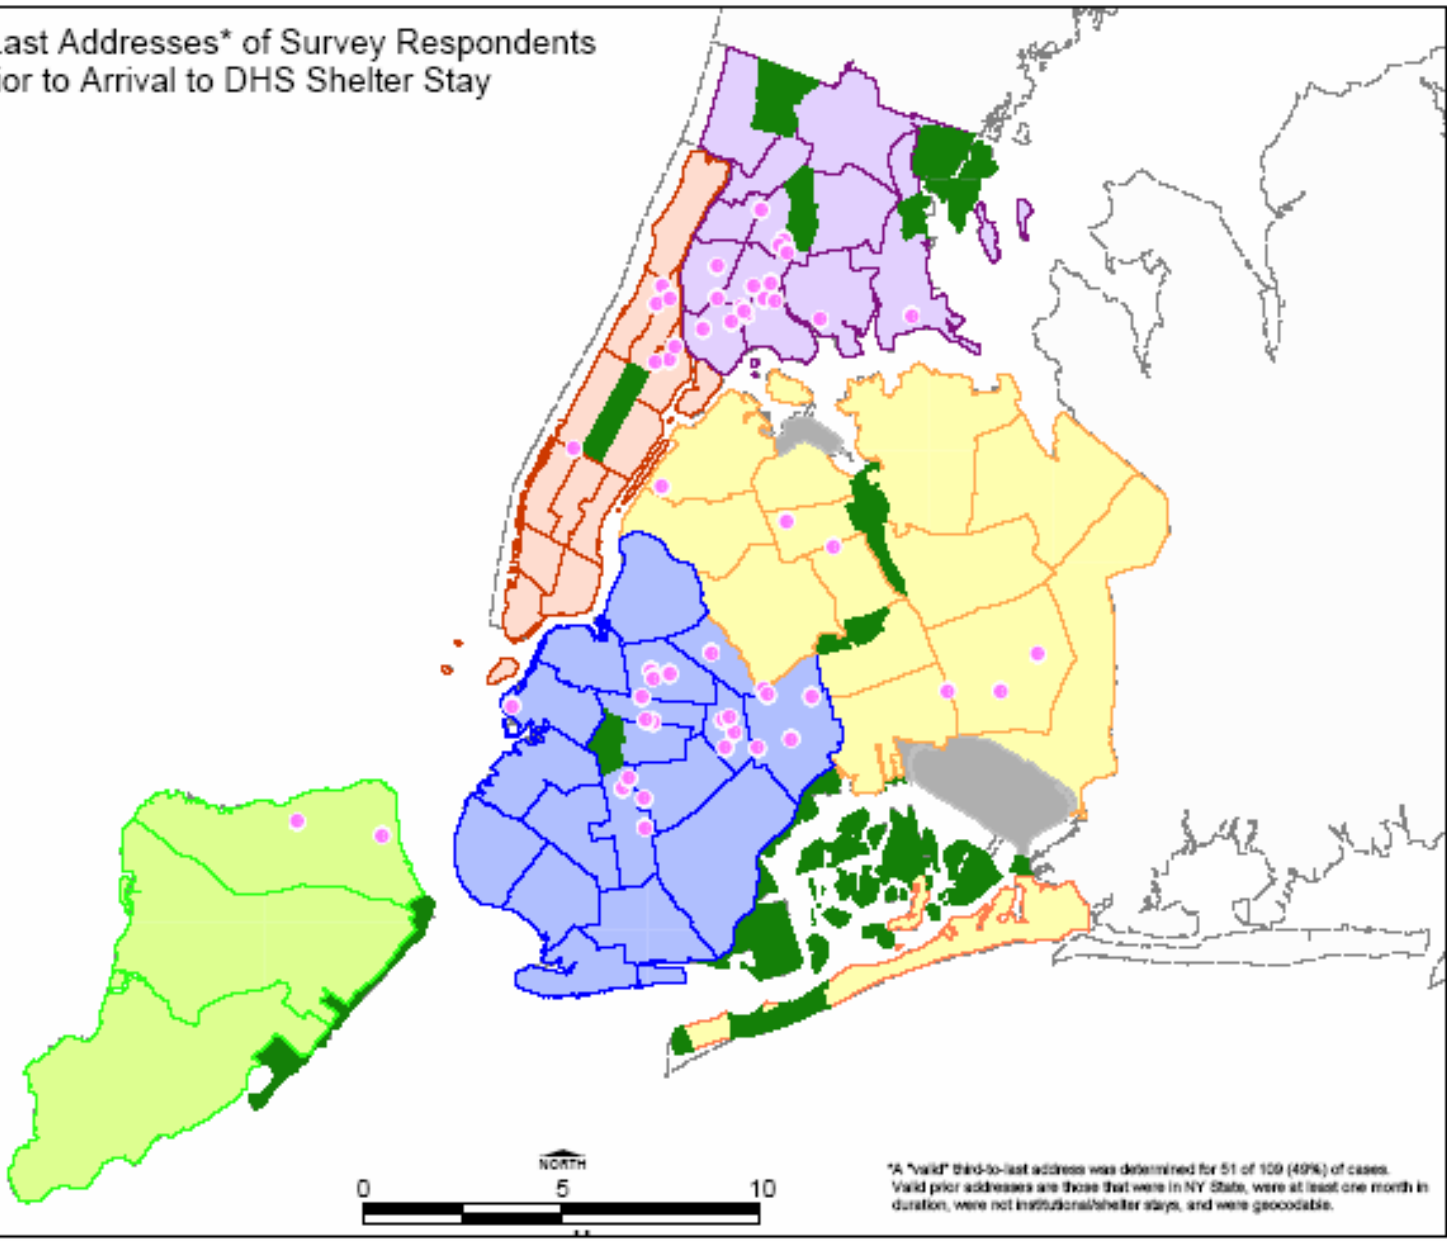 Last Addresses* of Survey Respondents
ior to Arrival to DHS Shelter Stay
NORTH
0 5 10
*A "valid" third-to-last address was determined for 51 of 109 (49%) of cases.
Valid prior addresses are those that were in NY State, were at least one month in
duration, were not institutional/shelter stays, and were geocodable.